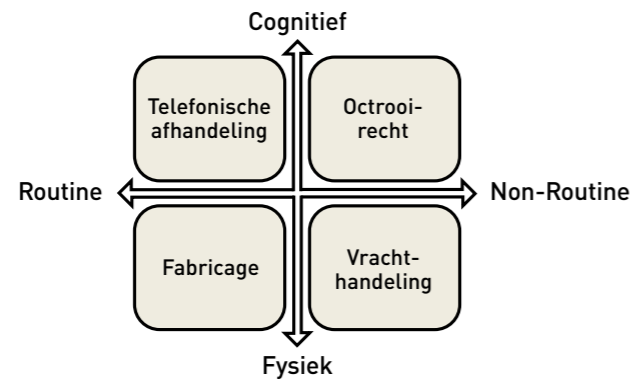 Cognitief
Telefonische
afhandeling
Octrooi-
recht
Routine
Non-Routine
Fabricage
Vracht-
handeling
Fysiek